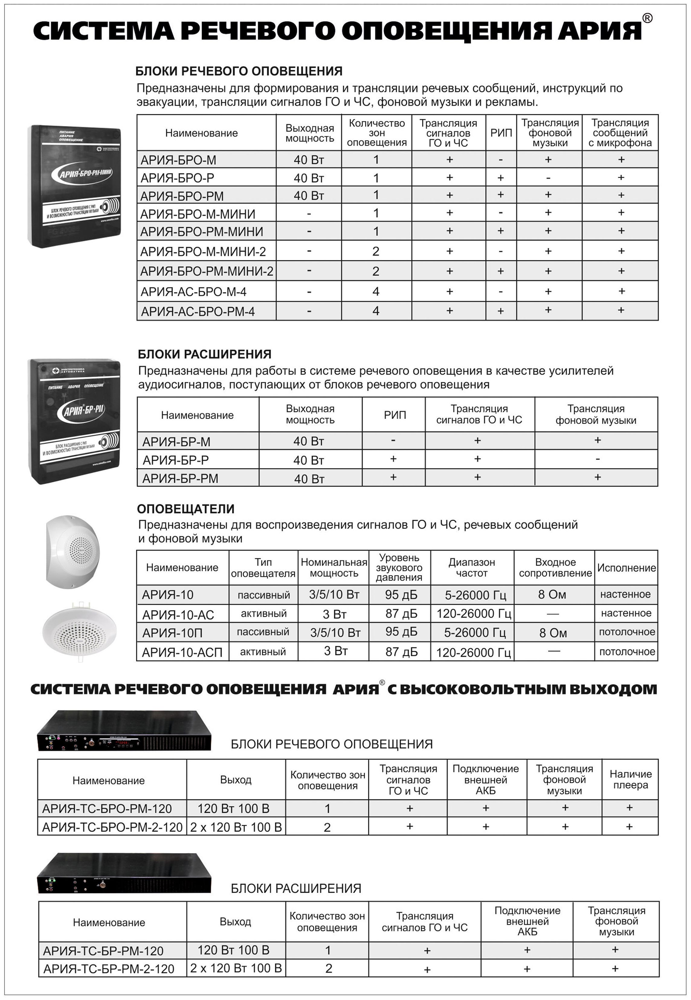 СИСТЕМА РЕЧЕВОГО ОПОВЕЩЕНИЯ АРИЯ®
БЛОКИ РЕЧЕВОГО ОПОВЕЩЕНИЯ
Предназначены для формирования и трансляции речевых сообщений, инструкций по
эвакуации, трансляции сигналов ГО и ЧС, фоновой музыки и рекламы.
ПИТАНИЕ
АВАРИЯ
ОПОВЕЩЕНИЕ
ЭЛЕКТРОТЕХНИКА
АВТОМАТИКА
АРИЯ®-БРО-РМ-МИНИ
БЛОК РЕЧЕВОГО ОПОВЕЩЕНИЯ С РИП
И ВОЗМОЖНОСТЬЮ ТРАНСЛЯЦИИ МУЗЫКИ
www.omelta.com
Наименование Выходная мощность Количество зон оповещения Трансляция сигналов ГО и ЧС РИП Трансляция фоновой музыки Трансляция сообщений с микрофона
АРИЯ-БРО-М 40 Вт 1 + - + +
АРИЯ-БРО-Р 40 Вт 1 + + - +
АРИЯ-БРО-РМ 40 Вт 1 + + + +
АРИЯ-БРО-М-МИНИ - 1 + - + +
АРИЯ-БРО-РМ-МИНИ - 1 + + + +
АРИЯ-БРО-М-МИНИ-2 - 2 + - + +
АРИЯ-БРО-РМ-МИНИ-2 - 2 + + + +
АРИЯ-АС-БРО-М-4 - 4 + - + +
АРИЯ-АС-БРО-РМ-4 - 4 + + + +
БЛОКИ РАСШИРЕНИЯ
Предназначены для работы в системе речевого оповещения в качестве усилителей
аудиосигналов, поступающих от блоков речевого оповещения
ЭЛЕКТРОТЕХНИКА
АВТОМАТИКА
ПИТАНИЕ АВАРИЯ ОПОВЕЩЕНИЕ
АРИЯ®-БР-РМ
БЛОК РАСШИРЕНИЯ С РИП
И ВОЗМОЖНОСТЬЮ ТРАНСЛЯЦИИ МУЗЫКИ
www.omelta.com
Наименование Выходная мощность РИП Трансляция сигналов ГО и ЧС Трансляция фоновой музыки
АРИЯ-БР-М 40 Вт - + +
АРИЯ-БР-Р 40 Вт + + -
АРИЯ-БР-РМ 40 Вт + + +
ОПОВЕЩАТЕЛИ
Предназначены для воспроизведения сигналов ГО и ЧС, речевых сообщений
и фоновой музыки
Наименование Тип оповещателя Номинальная мощность Уровень звукового давления Диапазон частот Входное сопротивление Исполнение
АРИЯ-10 пассивный 3/5/10 Вт 95 дБ 5-26000 Гц 8 Ом настенное
АРИЯ-10-АС активный 3 Вт 87 дБ 120-26000 Гц — настенное
АРИЯ-10П пассивный 3/5/10 Вт 95 дБ 5-26000 Гц 8 Ом потолочное
АРИЯ-10-АСП активный 3 Вт 87 дБ 120-26000 Гц — потолочное
СИСТЕМА РЕЧЕВОГО ОПОВЕЩЕНИЯ АРИЯ® С ВЫСОКОВОЛЬТНЫМ ВЫХОДОМ
БЛОКИ РЕЧЕВОГО ОПОВЕЩЕНИЯ
Наименование Выход Количество зон оповещения Трансляция сигналов ГО и ЧС Подключение внешней АКБ Трансляция фоновой музыки Наличие плеера
АРИЯ-ТС-БРО-РМ-120 120 Вт 100 В 1 + + + +
АРИЯ-ТС-БРО-РМ-2-120 2 х 120 Вт 100 В 2 + + + +
БЛОКИ РАСШИРЕНИЯ
Наименование Выход Количество зон оповещения Трансляция сигналов ГО и ЧС Подключение внешней АКБ Трансляция фоновой музыки
АРИЯ-ТС-БР-РМ-120 120 Вт 100 В 1 + + +
АРИЯ-ТС-БР-РМ-2-120 2 х 120 Вт 100 В 2 + + +